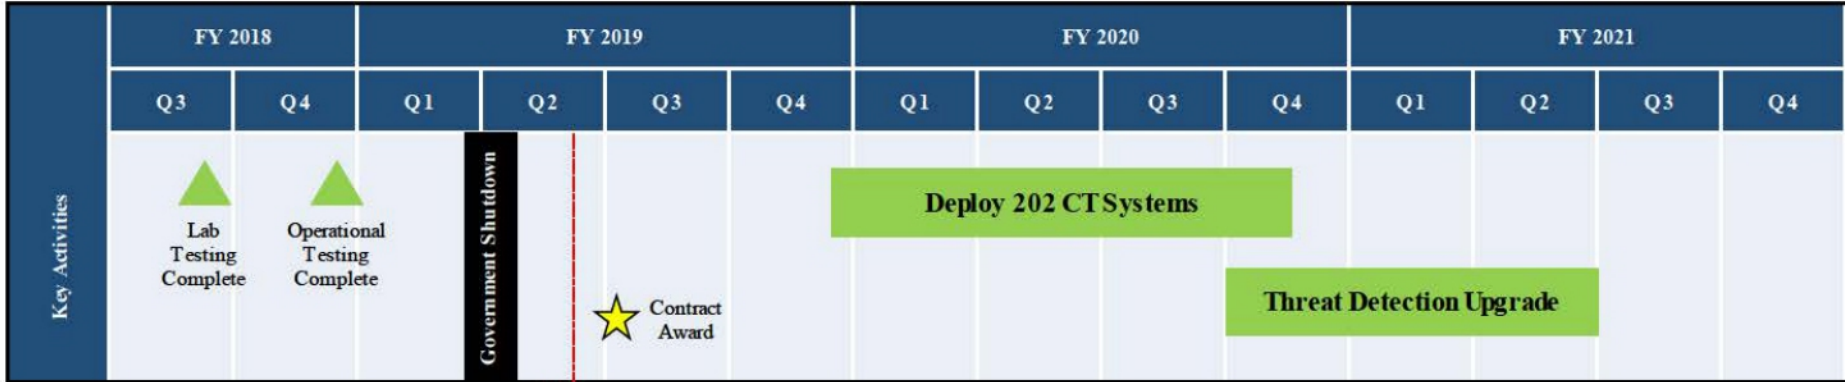 FY 2018 FY 2019 FY 2020 FY 2021
Q3 Q4 Q1 Q2 Q3 Q4 Q1 Q2 Q3 Q4 Q1 Q2 Q3 Q4
Key Activities
Lab
Testing
Complete
Operational
Testing
Complete
Government Shutdown
Contract
Award
Deploy 202 CT Systems
Threat Detection Upgrade